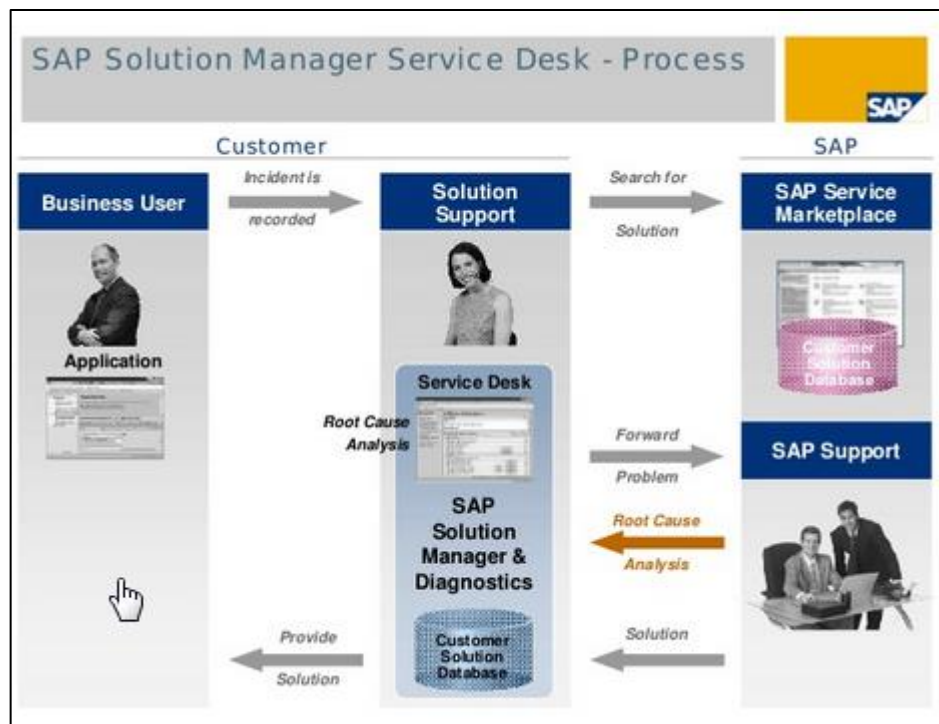 SAP Solution Manager Service Desk - Process
SAP
Customer
SAP
Business User
Incident is
recorded
Solution
Support
Search for
Solution
SAP Service
Marketplace
Application
Customer
Solution
Database
Service Desk
Root Cause
Analysis
Forward
Problem
SAP Support
SAP
Solution
Manager &
Diagnostics
Root Cause
Analysis
Provide
Solution
Customer
Solution
Database
Solution